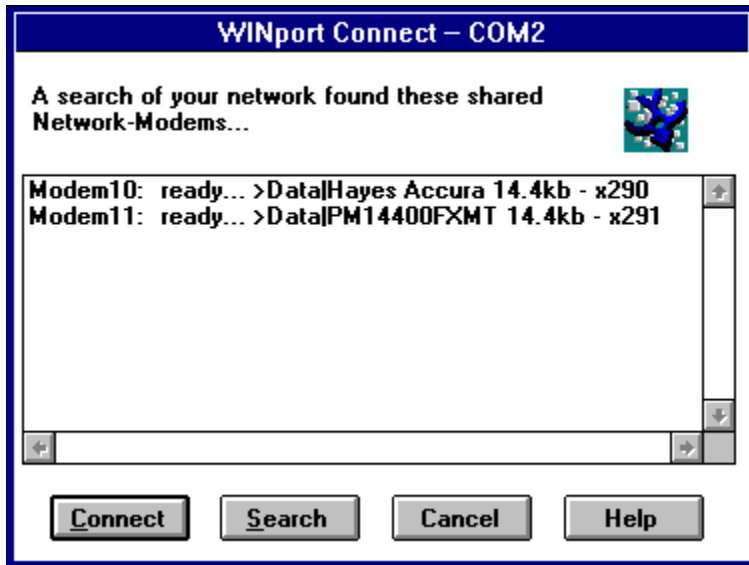 WINport Connect – COM2
A search of your network found these shared
Network-Modems...
Modem10: ready... >Data|Hayes Accura 14.4kb - x290
Modem11: ready... >Data|PM14400FXMT 14.4kb - x291
Connect Search Cancel Help